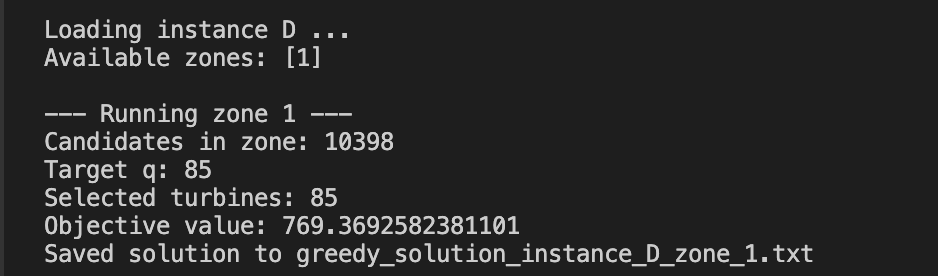 Loading instance D ...
Available zones: [1]
--- Running zone 1 ---
Candidates in zone: 10398
Target q: 85
Selected turbines: 85
Objective value: 769.3692582381101
Saved solution to greedy_solution_instance_D_zone_1.txt